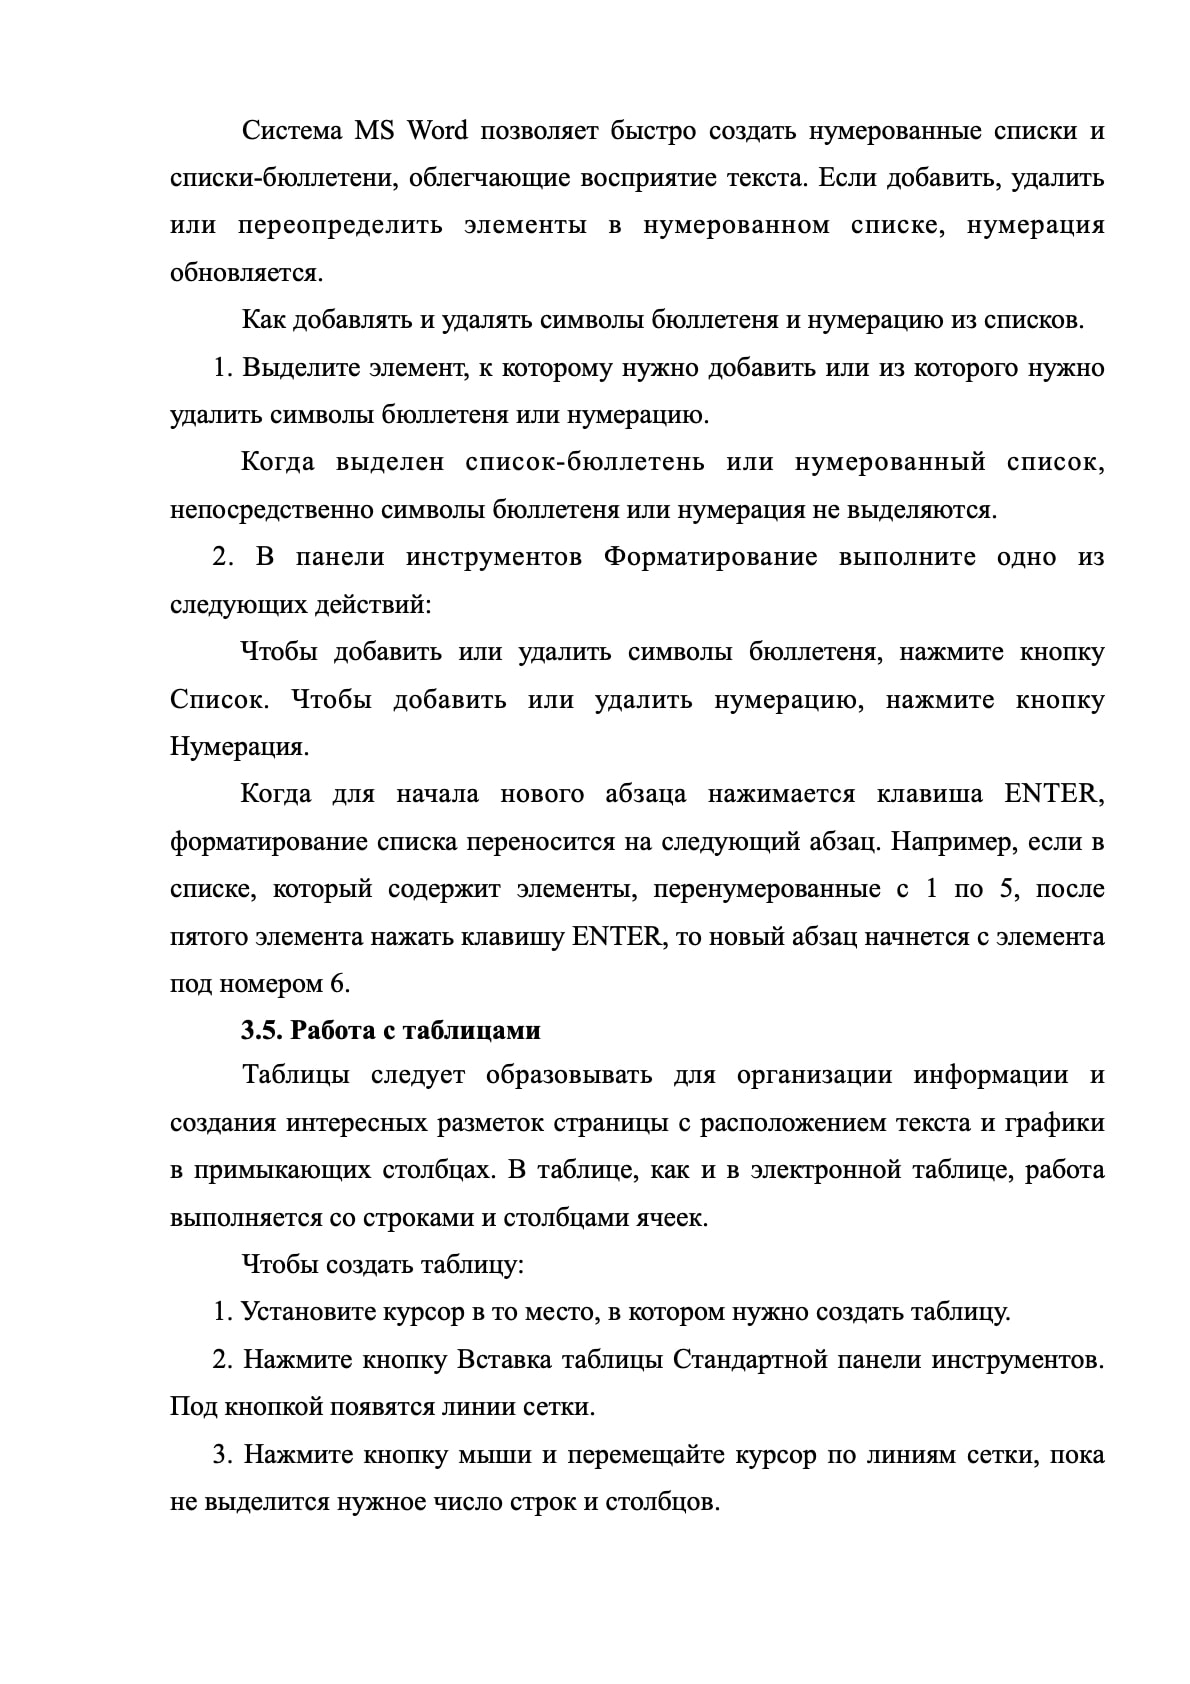 Система MS Word позволяет быстро создать нумерованные списки и
списки-бюллетени, облегчающие восприятие текста. Если добавить, удалить
или переопределить элементы в нумерованном списке, нумерация
обновляется.
Как добавлять и удалять символы бюллетеня и нумерацию из списков.
1. Выделите элемент, к которому нужно добавить или из которого нужно
удалить символы бюллетеня или нумерацию.
Когда выделен список-бюллетень или нумерованный список,
непосредственно символы бюллетеня или нумерация не выделяются.
2. В панели инструментов Форматирование выполните одно из
следующих действий:
Чтобы добавить или удалить символы бюллетеня, нажмите кнопку
Список. Чтобы добавить или удалить нумерацию, нажмите кнопку
Нумерация.
Когда для начала нового абзаца нажимается клавиша ENTER,
форматирование списка переносится на следующий абзац. Например, если в
списке, который содержит элементы, перенумерованные с 1 по 5, после
пятого элемента нажать клавишу ENTER, то новый абзац начнется с элемента
под номером 6.
3.5. Работа с таблицами
Таблицы следует образовывать для организации информации и
создания интересных разметок страницы с расположением текста и графики
в примыкающих столбцах. В таблице, как и в электронной таблице, работа
выполняется со строками и столбцами ячеек.
Чтобы создать таблицу:
1. Установите курсор в то место, в котором нужно создать таблицу.
2. Нажмите кнопку Вставка таблицы Стандартной панели инструментов.
Под кнопкой появятся линии сетки.
3. Нажмите кнопку мыши и перемещайте курсор по линиям сетки, пока
не выделится нужное число строк и столбцов.